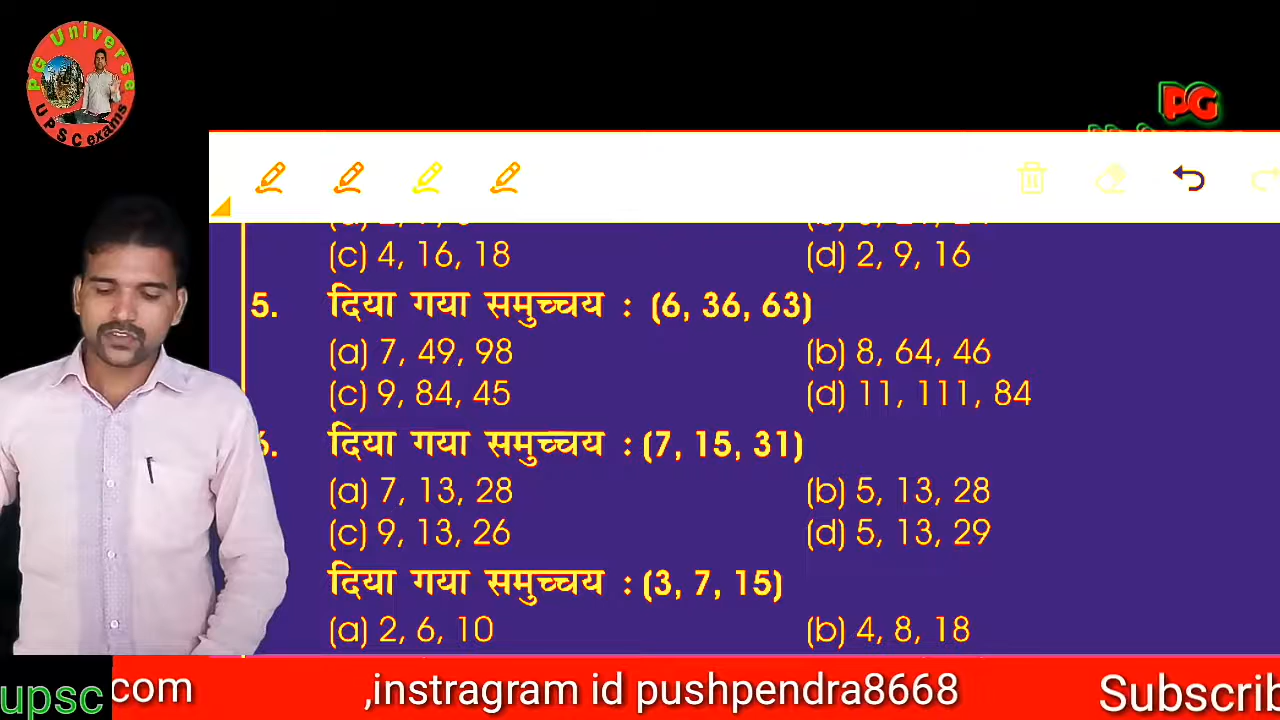 PG Universe
UPSC exams
PG
(c) 4, 16, 18 (d) 2, 9, 16
5. दिया गया समुच्चय : (6, 36, 63)
(a) 7, 49, 98 (b) 8, 64, 46
(c) 9, 84, 45 (d) 11, 111, 84
6. दिया गया समुच्चय : (7, 15, 31)
(a) 7, 13, 28 (b) 5, 13, 28
(c) 9, 13, 26 (d) 5, 13, 29
दिया गया समुच्चय : (3, 7, 15)
(a) 2, 6, 10 (b) 4, 8, 18
upsc com ,instragram id pushpendra8668 Subscrib